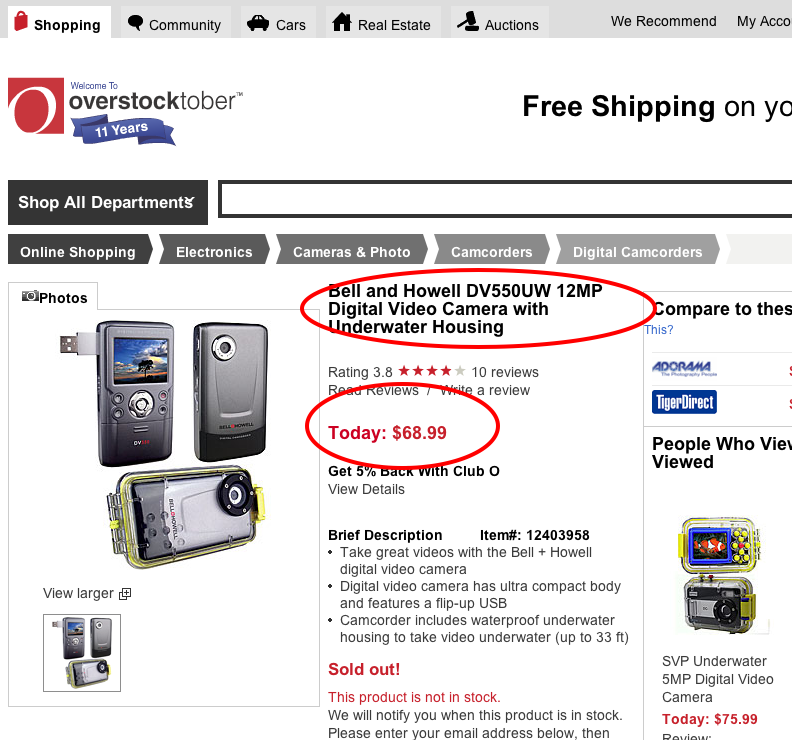 Shopping
Community
Cars
Real Estate
Auctions
We Recommend
My Acco
Welcome To
overstocktober™
11 Years
Free Shipping on yo
Shop All Departments
Online Shopping
Electronics
Cameras & Photo
Camcorders
Digital Camcorders
Photos
View larger
Bell and Howell DV550UW 12MP
Digital Video Camera with
Underwater Housing
Rating 3.8
10 reviews
Read Reviews / Write a review
Today: $68.99
Get 5% Back With Club O
View Details
Brief Description
Item#: 12403958
Take great videos with the Bell + Howell
digital video camera
Digital video camera has ultra compact body
and features a flip-up USB
Camcorder includes waterproof underwater
housing to take video underwater (up to 33 ft)
Sold out!
This product is not in stock.
We will notify you when this product is in stock.
Please enter your email address below, then
Compare to thes
This?
ADORAMA
The Photography People
TigerDirect
People Who View
Viewed
SVP Underwater
5MP Digital Video
Camera
Today: $75.99
Review: